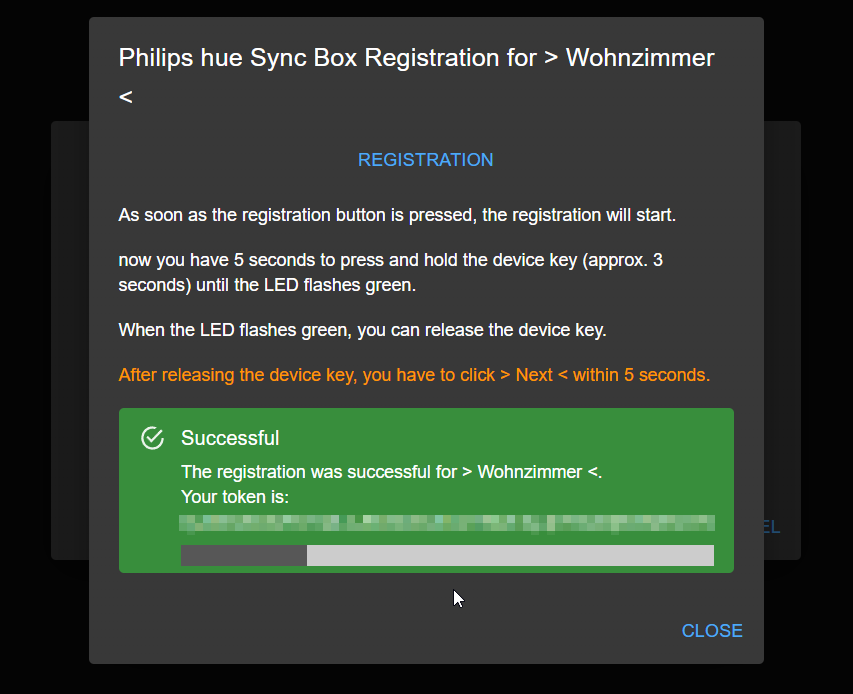 Philips hue Sync Box Registration for > Wohnzimmer
<
REGISTRATION
As soon as the registration button is pressed, the registration will start.
now you have 5 seconds to press and hold the device key (approx. 3
seconds) until the LED flashes green.
When the LED flashes green, you can release the device key.
After releasing the device key, you have to click > Next < within 5 seconds.
Successful
The registration was successful for > Wohnzimmer <.
Your token is:
EL
CLOSE